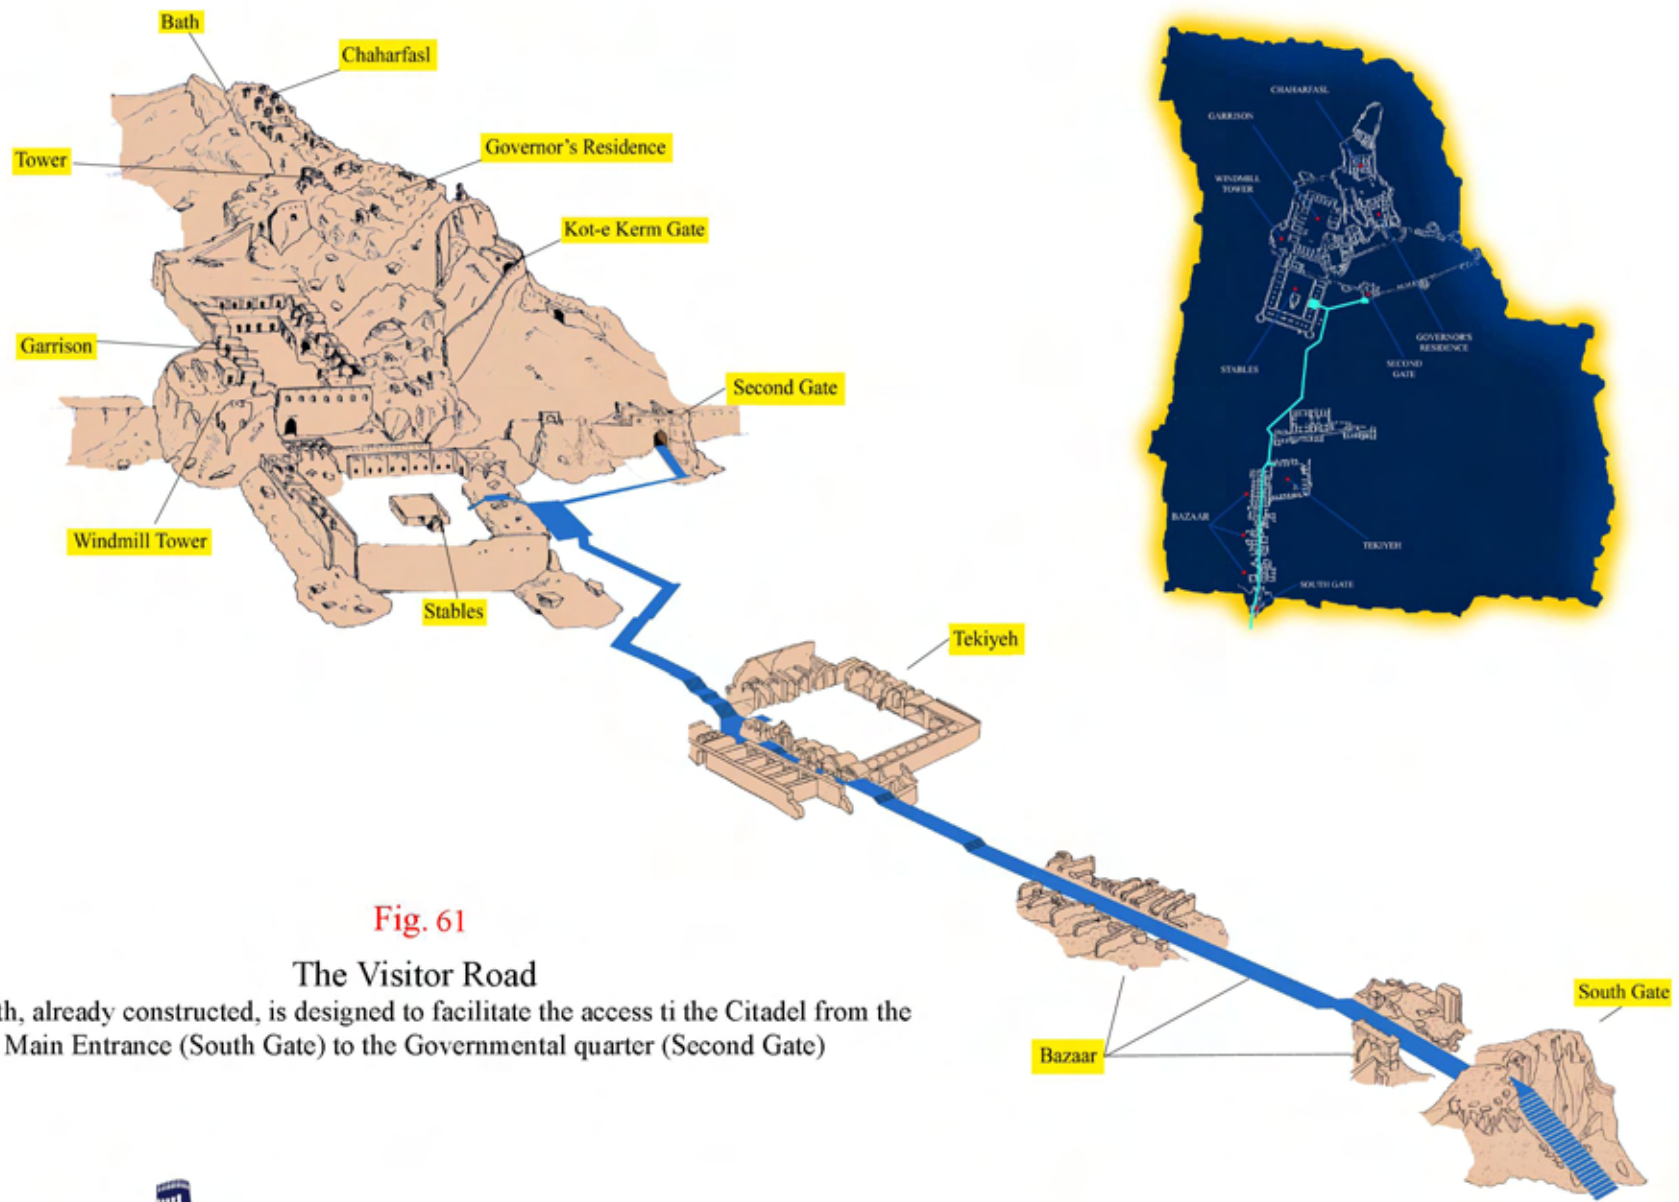 Bath
Chaharfasl
Tower
Governor's Residence
Kot-e Kerm Gate
Garrison
Second Gate
Windmill Tower
Stables
Tekiyeh
South Gate
Bazaar
CHAHARFASL
GARRISON
WINDMILL
TOWER
GOVERNOR'S
RESIDENCE
SECOND
GATE
STABLES
BAZAAR
TEKIYEH
SOUTH GATE
Fig. 61
The Visitor Road
th, already constructed, is designed to facilitate the access ti the Citadel from the
Main Entrance (South Gate) to the Governmental quarter (Second Gate)